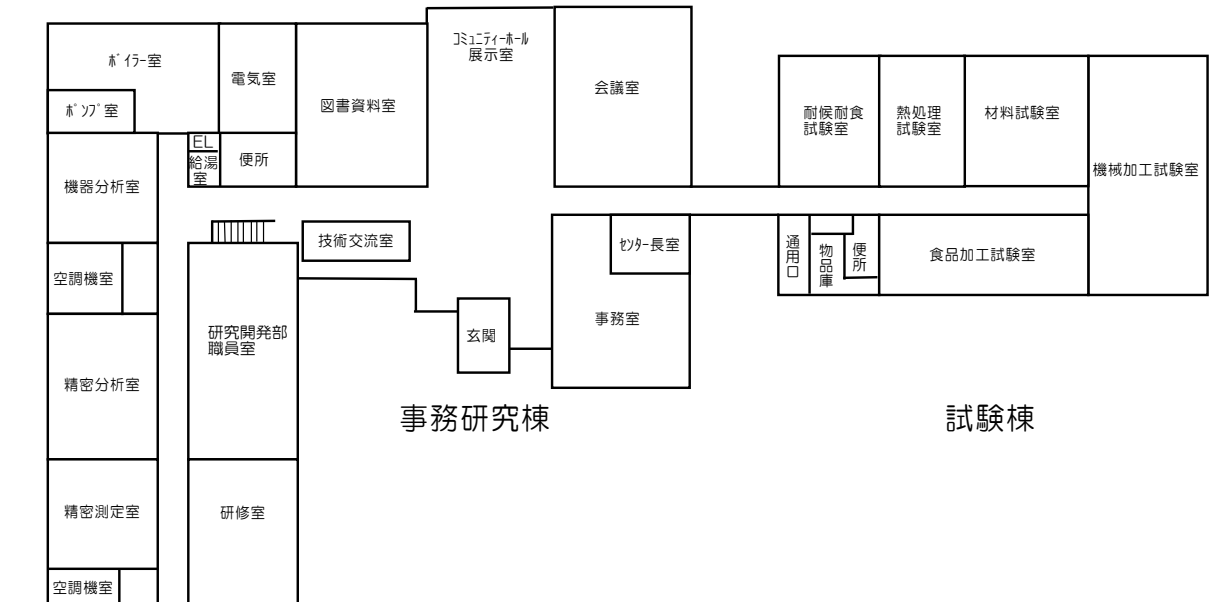 ﾎﾞｲﾗｰ室
ﾎﾟﾝﾌﾟ室
電気室
図書資料室
ｺﾐｭﾆﾃｨｰﾎｰﾙ
展示室
会議室
EL
給湯
室
便所
機器分析室
空調機室
精密分析室
精密測定室
空調機室
技術交流室
研究開発部
職員室
研修室
玄関
ｾﾝﾀｰ長室
事務室
事務研究棟
耐候耐食
試験室
熱処理
試験室
材料試験室
機械加工試験室
通用口
物品庫
便所
食品加工試験室
試験棟